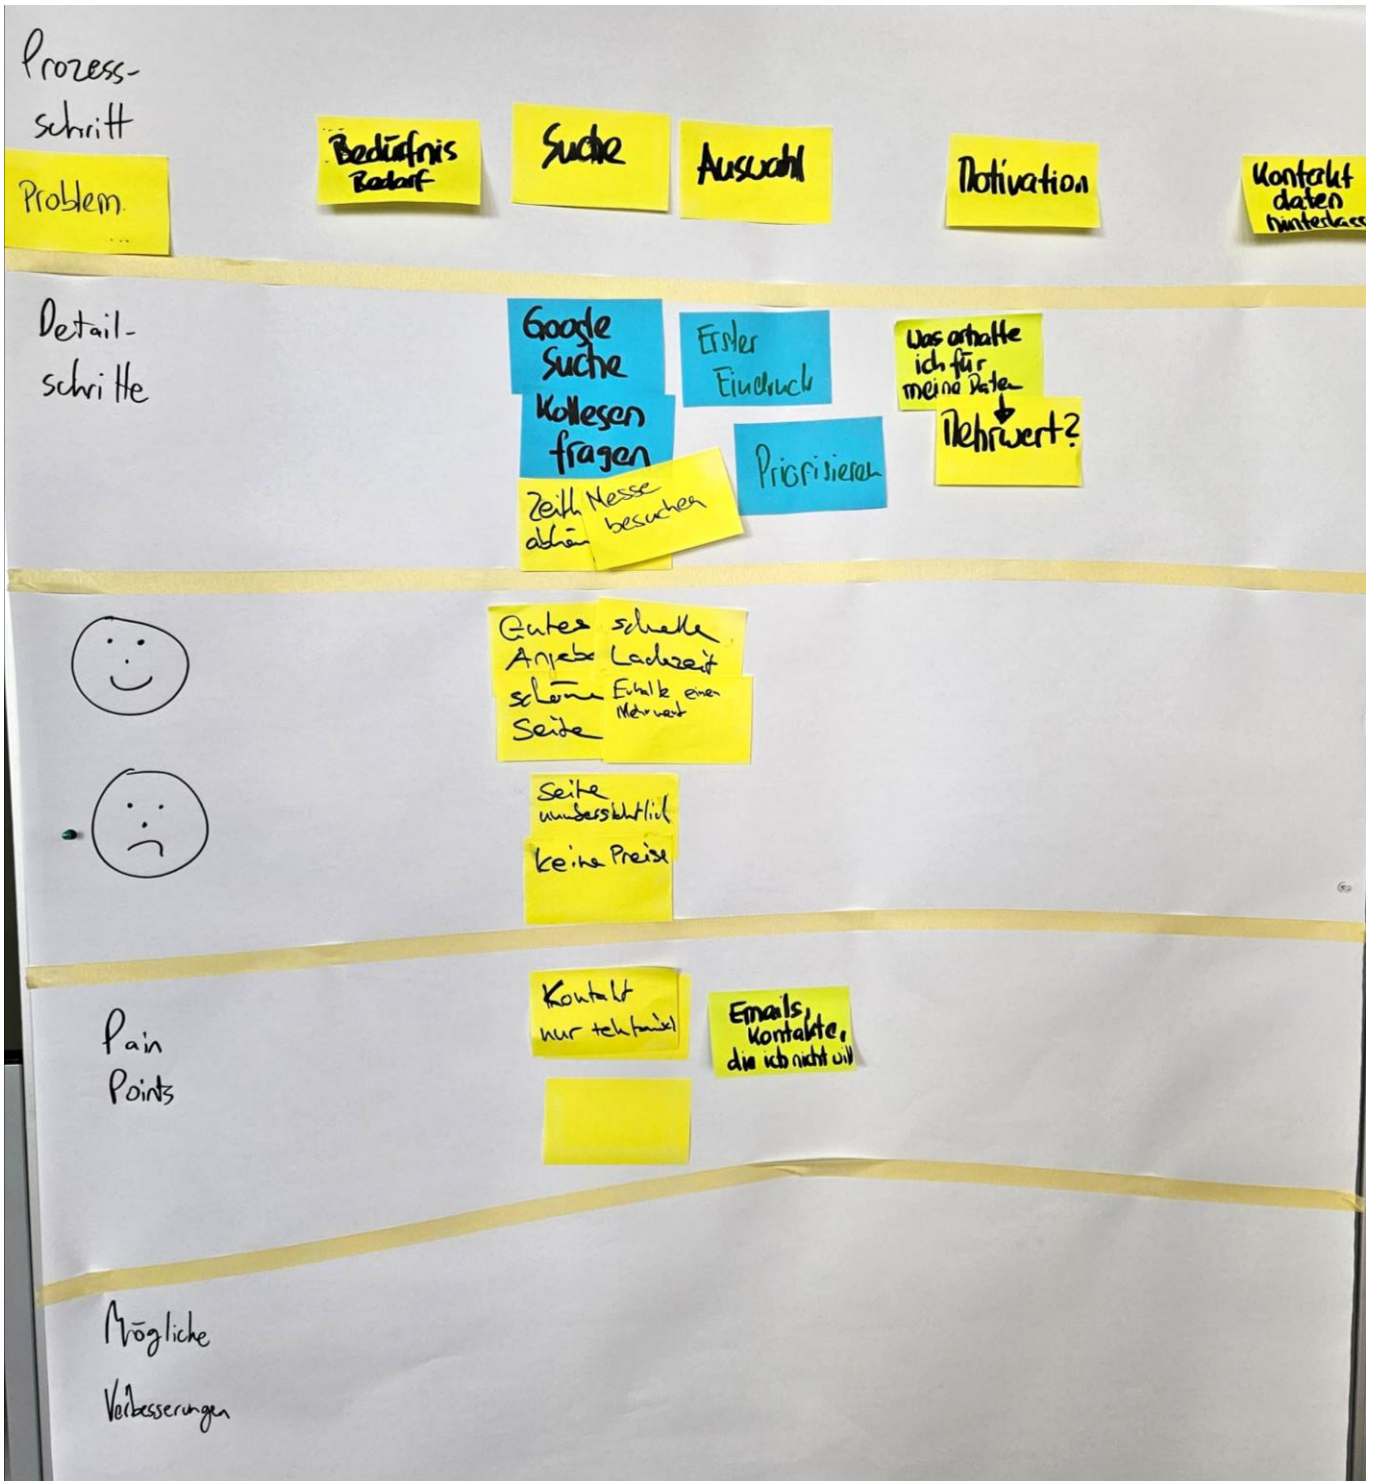 Prozess-
schritt
Problem
...
Bedürfnis
Bedarf
Suche
Auswahl
Motivation
Kontakt
daten
hinterlass
Detail-
schritte
Google
Suche
Kollegen
fragen
Messe
besuchen
Erster
Eindruck
Priorisieren
Was erhalte
ich für
meine Daten
Mehrwert?
Gutes
Angebo
schnelle
Ladezeit
schöne
Seite
Erhalte einen
Mehrwert
Seite
unübersichtlich
keine Preise
Pain
Points
Kontakt
nur telefonisch
Emails,
Kontakte,
die ich nicht will
Mögliche
Verbesserungen